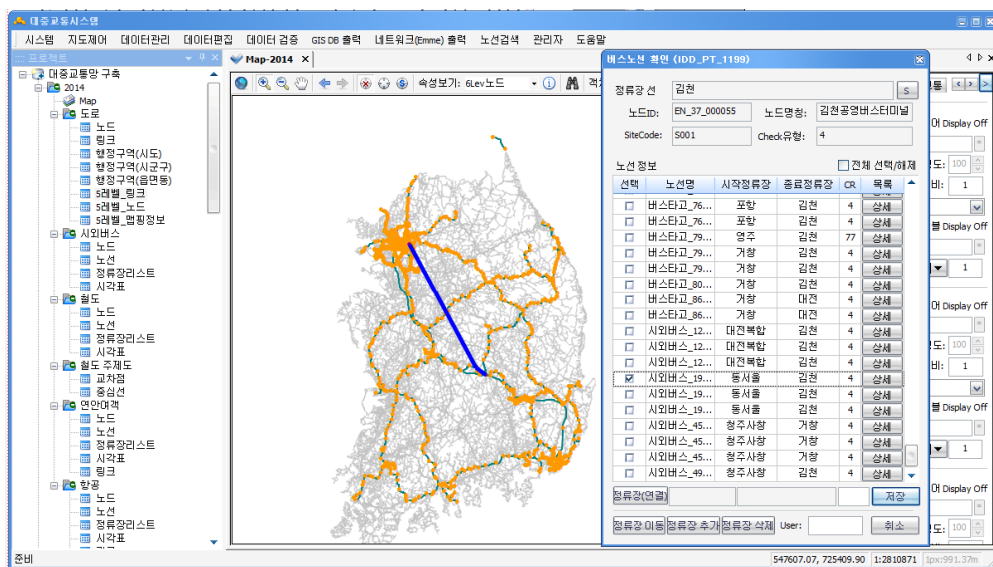 대중교통시스템
시스템 지도제어 데이터관리 데이터편집 데이터 검증 GIS DB 출력 네트워크(Emme) 출력 노선검색 관리자 도움말
프로젝트
대중교통망 구축
2014
Map
도로
노드
링크
행정구역(시도)
행정구역(시군구)
행정구역(읍면동)
5레벨_링크
5레벨_노드
5레벨_맵핑정보
시외버스
노드
노선
정류장리스트
시각표
철도
노드
노선
정류장리스트
시각표
철도 주제도
교차점
중심선
연안여객
노드
노선
정류장리스트
시각표
링크
항공
노드
노선
정류장리스트
시각표
Map-2014
속성보기: 6Lev노드
버스노선 확인 (IDD_PT_1199)
정류장 선 김천 S
노드ID: EN_37_000055 노드명칭: 김천공영버스터미널
SiteCode: S001 Check유형: 4
노선 정보 전체 선택/해제
선택 노선명 시작정류장 종료정류장 CR 목록
버스타고_76... 포항 김천 4 상세
버스타고_76... 포항 김천 4 상세
버스타고_79... 영주 김천 77 상세
버스타고_79... 거창 김천 4 상세
버스타고_79... 거창 김천 4 상세
버스타고_80... 거창 김천 4 상세
버스타고_86... 거창 대전 4 상세
버스타고_86... 거창 대전 4 상세
시외버스_12... 대전복합 김천 4 상세
시외버스_12... 대전복합 김천 4 상세
시외버스_12... 대전복합 김천 4 상세
시외버스_19... 동서울 김천 4 상세
시외버스_19... 동서울 김천 4 상세
시외버스_19... 동서울 김천 4 상세
시외버스_45... 청주사창 거창 4 상세
시외버스_45... 청주사창 김천 4 상세
시외버스_45... 청주사창 거창 4 상세
시외버스_49... 청주사창 김천 4 상세
정류장(연결) 저장
정류장 이동 정류장 추가 정류장 삭제 User: 취소
Display Off
100
1
Display Off
1
Display Off
100
1
Display Off
1
Display Off
100
준비
547607.07, 725409.90 1:2810871 1px:991.37m